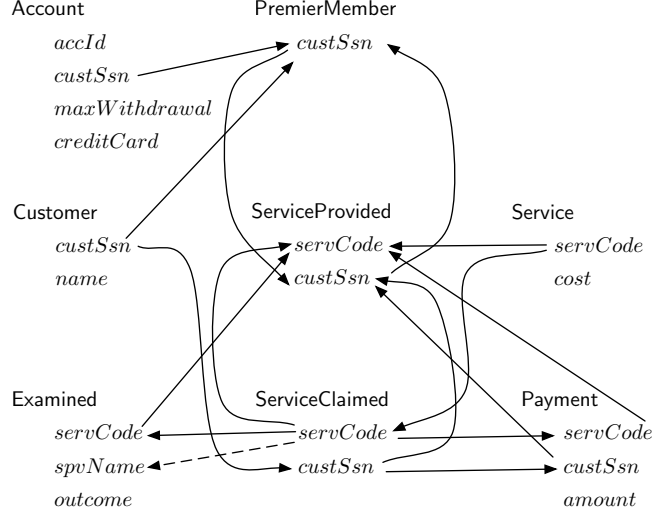 Account
accId
custSsn
maxWithdrawal
creditCard
PremierMember
custSsn
Customer
custSsn
name
ServiceProvided
servCode
custSsn
Service
servCode
cost
Examined
servCode
spvName
outcome
ServiceClaimed
servCode
custSsn
Payment
servCode
custSsn
amount